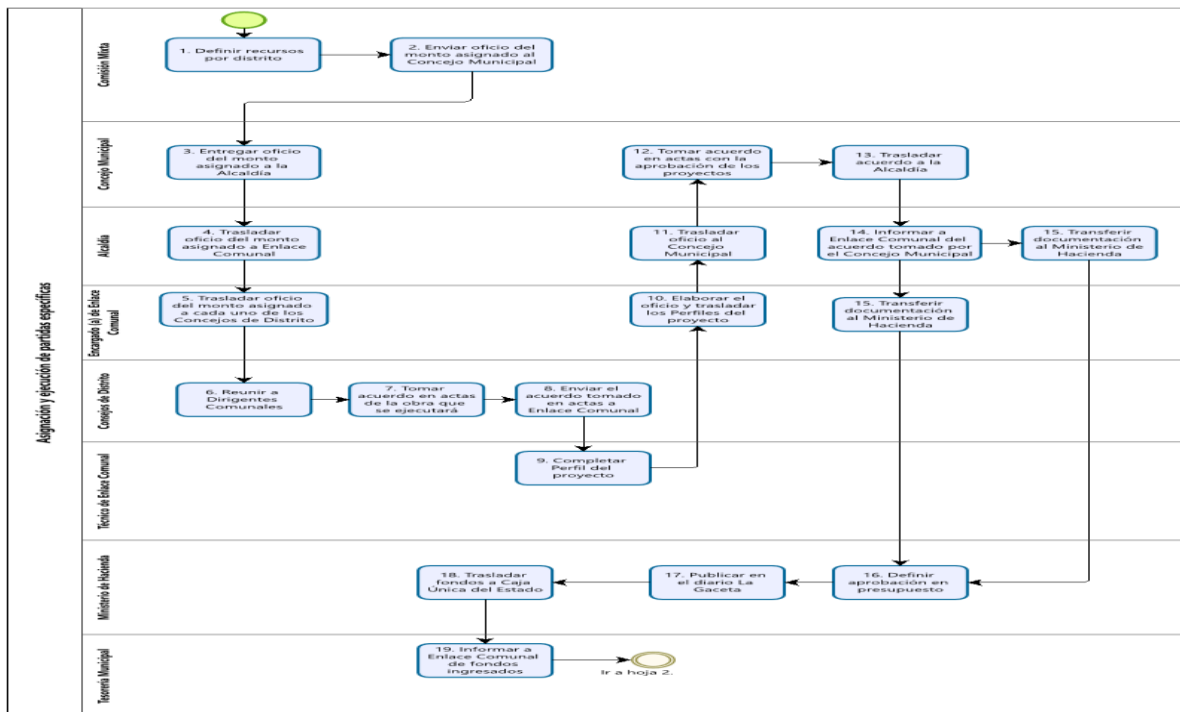 Asignación y ejecución de partidas específicas
Comisión Mixta
1. Definir recursos
por distrito
2. Enviar oficio del
monto asignado al
Concejo Municipal
Concejo Municipal
3. Entregar oficio
del monto
asignado a la
Alcaldía
12. Tomar acuerdo
en actas con la
aprobación de los
proyectos
13. Trasladar
acuerdo a la
Alcaldía
Alcaldía
4. Trasladar
oficio del monto
asignado a Enlace
Comunal
11. Trasladar
oficio al
Concejo
Municipal
14. Informar a
Enlace Comunal del
acuerdo tomado por
el Concejo Municipal
15. Transferir
documentación
al Ministerio de
Hacienda
Encargado (a) de Enlace
Comunal
5. Trasladar oficio
del monto asignado
a cada uno de los
Concejos de Distrito
10. Elaborar el
oficio y trasladar
los Perfiles del
proyecto
15. Transferir
documentación
al Ministerio de
Hacienda
Consejos de Distrito
6. Reunir a
Dirigentes
Comunales
7. Tomar
acuerdo en actas
de la obra que
se ejecutará
8. Enviar el
acuerdo tomado
en actas a
Enlace Comunal
Técnico de Enlace Comunal
9. Completar
Perfil del
proyecto
Ministerio de Hacienda
18. Trasladar
fondos a Caja
Única del Estado
17. Publicar en
el diario La
Gaceta
16. Definir
aprobación en
presupuesto
Tesorería Municipal
19. Informar a
Enlace Comunal
de fondos
ingresados
Ir a hoja 2.